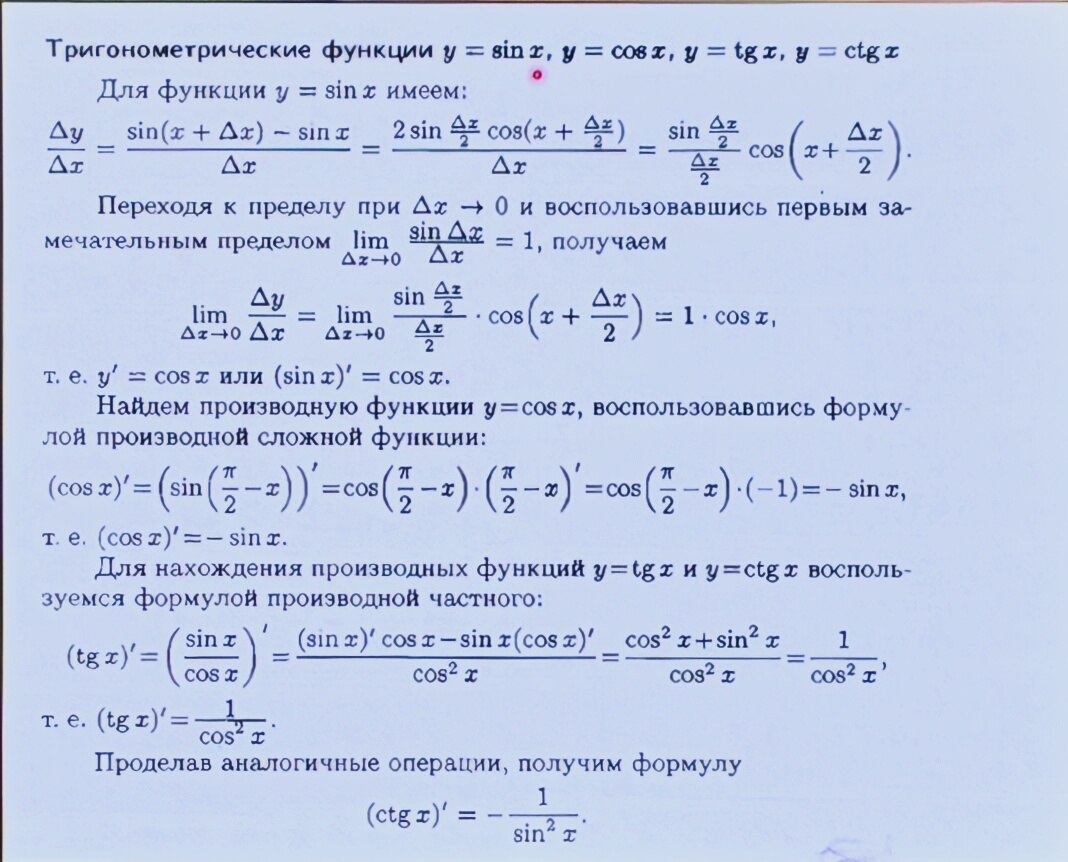 Тригонометрические функции y = sin x, y = cos x, y = tg x, y = ctg x
Для функции y = sin x имеем:
Δy/Δx = (sin(x + Δx) − sin x)/Δx = (2 sin Δx/2 cos(x + Δx/2))/Δx = (sin Δx/2)/(Δx/2) cos(x + Δx/2).
Переходя к пределу при Δx → 0 и воспользовавшись первым за-
мечательным пределом lim Δx→0 (sin Δx)/Δx = 1, получаем
lim Δx→0 Δy/Δx = lim Δx→0 (sin Δx/2)/(Δx/2) · cos(x + Δx/2) = 1 · cos x,
т. е. y′ = cos x или (sin x)′ = cos x.
Найдем производную функции y=cos x, воспользовавшись форму-
лой производной сложной функции:
(cos x)′=(sin(π/2−x))′=cos(π/2−x)·(π/2−x)′=cos(π/2−x)·(−1)=− sin x,
т. е. (cos x)′=− sin x.
Для нахождения производных функций y=tg x и y=ctg x восполь-
зуемся формулой производной частного:
(tg x)′=(sin x/cos x)′=((sin x)′ cos x−sin x(cos x)′)/cos² x=(cos² x+sin² x)/cos² x=1/cos² x,
т. е. (tg x)′=1/cos² x.
Проделав аналогичные операции, получим формулу
(ctg x)′ = −1/sin² x.